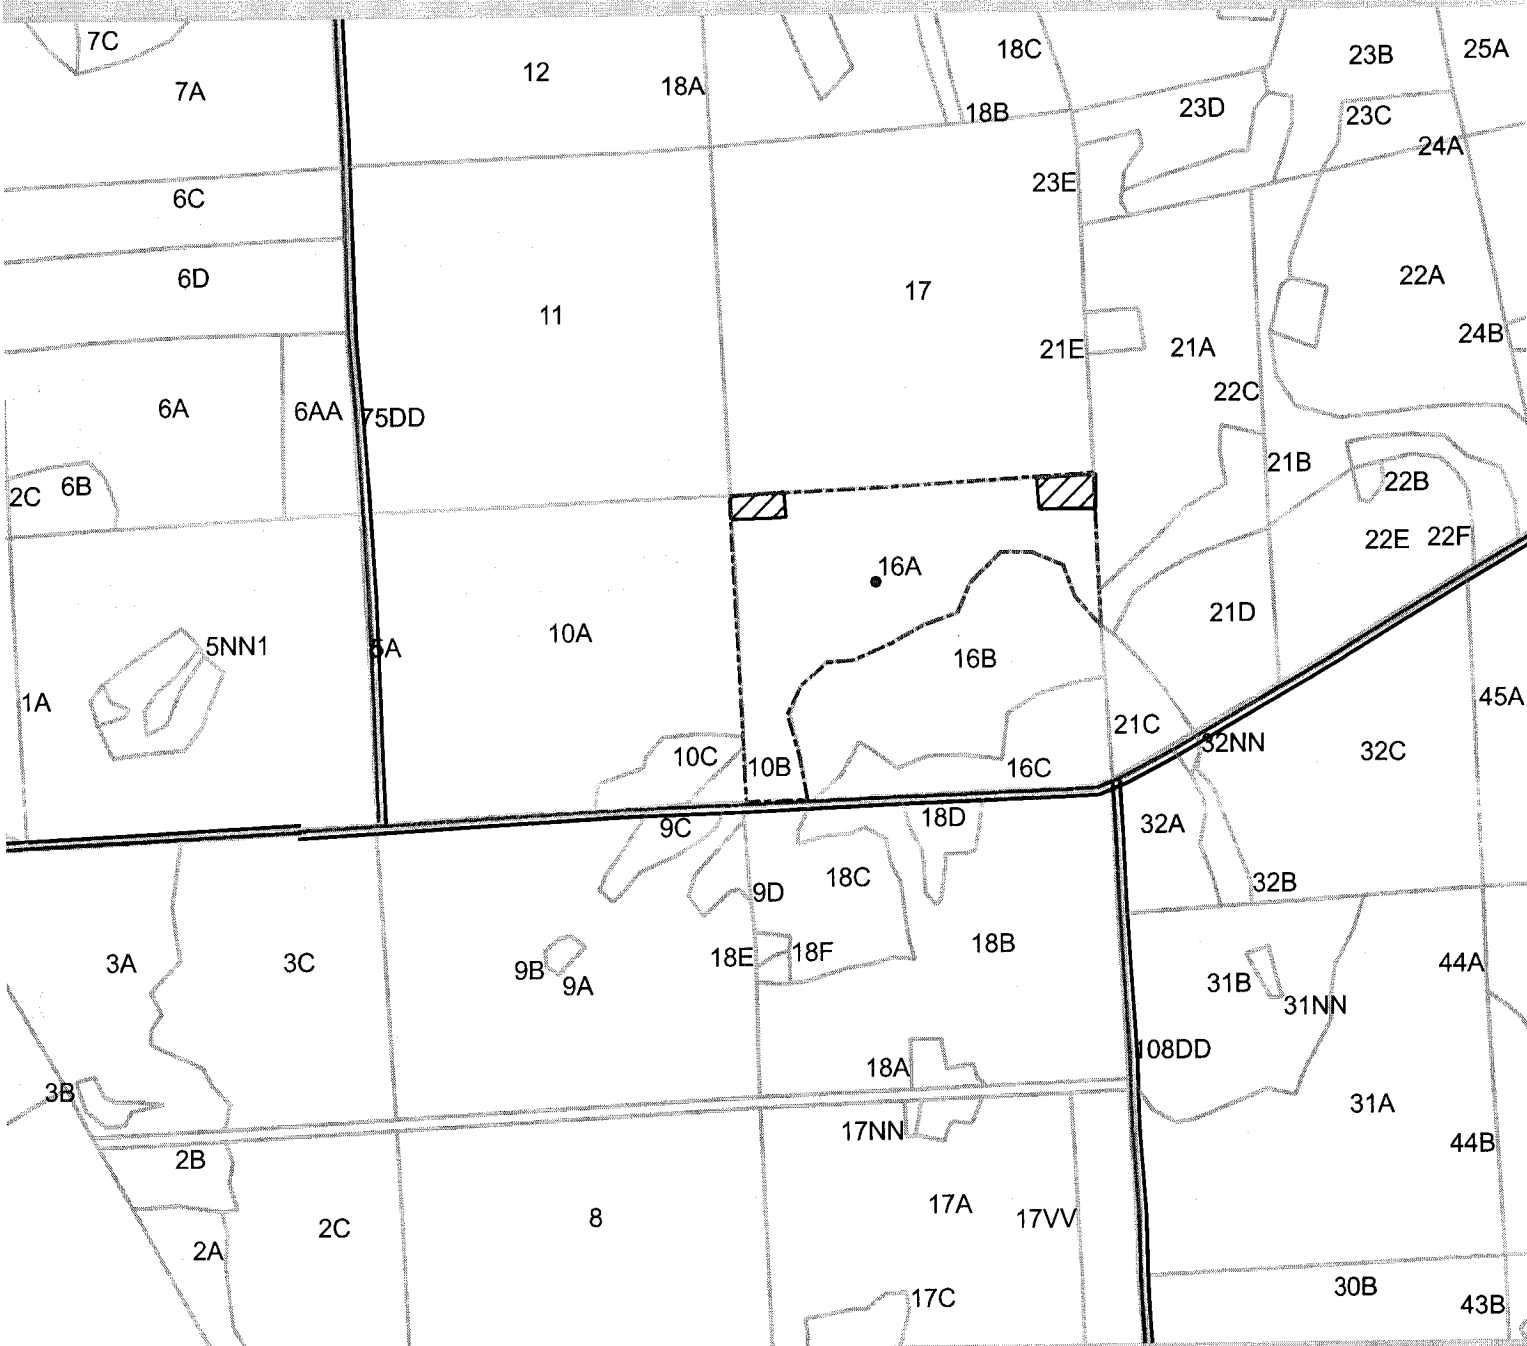 7C
12
18C
23B
25A
7A
18A
18B
23D
23C
24A
6C
23E
6D
17
22A
11
21E
21A
24B
22C
6A
6AA
75DD
21B
2C
6B
22B
22E
22F
16A
21D
5NN1
5A
10A
16B
1A
45A
21C
32NN
32C
10C
10B
16C
9C
18D
32A
18C
9D
32B
3A
3C
9B
9A
18E
18F
18B
31B
31NN
44A
108DD
18A
3B
31A
17NN
44B
2B
2C
8
17A
17VV
2A
17C
30B
43B